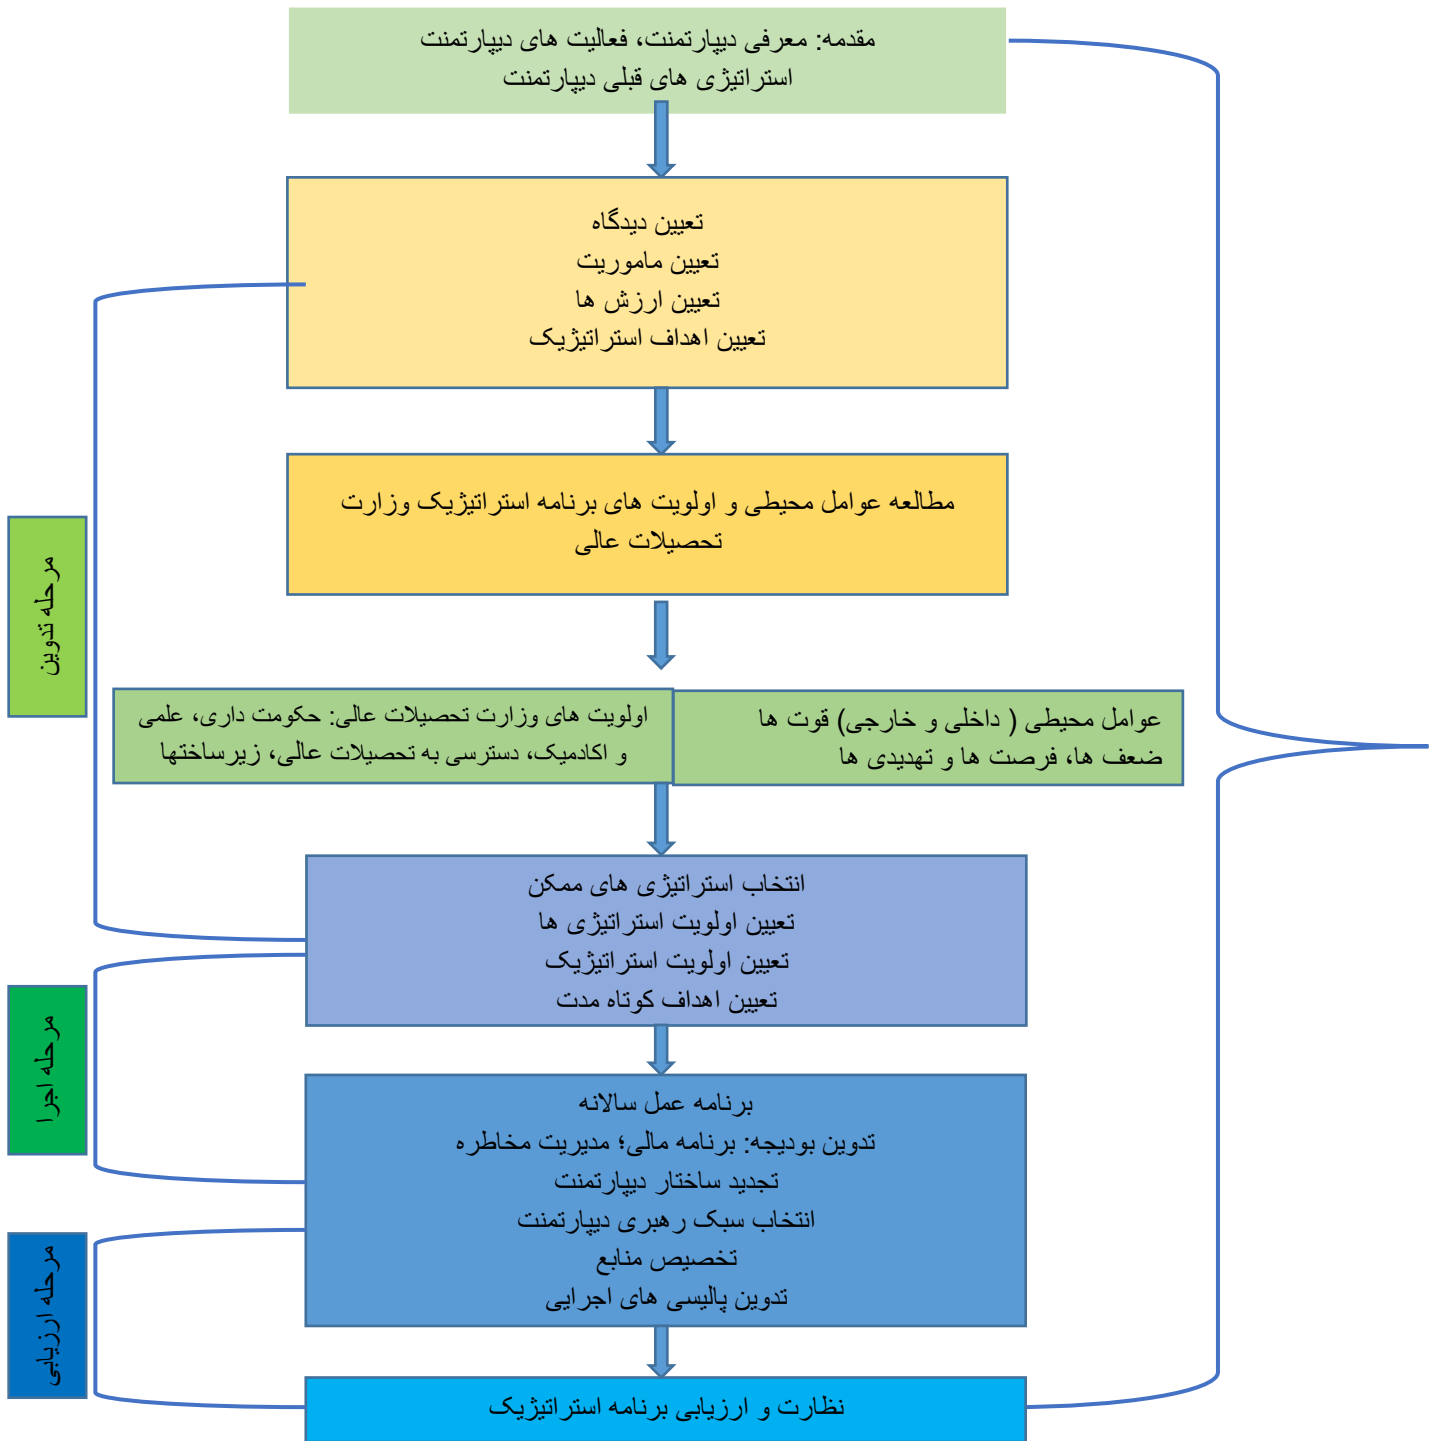 مقدمه: معرفی دیپارتمنت، فعالیت های دیپارتمنت
استراتیژی های قبلی دیپارتمنت
تعیین دیدگاه
تعیین ماموریت
تعیین ارزش ها
تعیین اهداف استراتیژیک
مطالعه عوامل محیطی و اولویت های برنامه استراتیژیک وزارت
تحصیلات عالی
عوامل محیطی ( داخلی و خارجی) قوت ها
ضعف ها، فرصت ها و تهدیدی ها
اولویت های وزارت تحصیلات عالی: حکومت داری، علمی
و اکادمیک، دسترسی به تحصیلات عالی، زیرساختها
انتخاب استراتیژی های ممکن
تعیین اولویت استراتیژی ها
تعیین اولویت استراتیژیک
تعیین اهداف کوتاه مدت
برنامه عمل سالانه
تدوین بودیجه: برنامه مالی؛ مدیریت مخاطره
تجدید ساختار دیپارتمنت
انتخاب سبک رهبری دیپارتمنت
تخصیص منابع
تدوین پالیسی های اجرایی
نظارت و ارزیابی برنامه استراتیژیک
مرحله تدوین
مرحله اجرا
مرحله ارزیابی